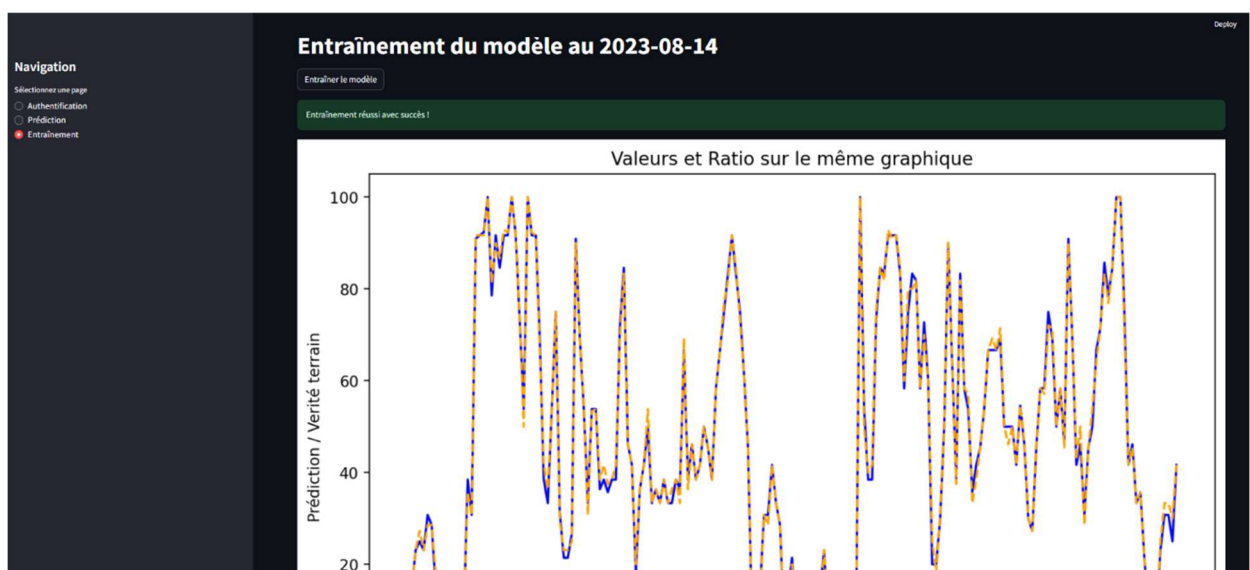 Deploy
Navigation
Sélectionnez une page
Authentification
Prédiction
Entraînement
Entraînement du modèle au 2023-08-14
Entraîner le modèle
Entraînement réussi avec succès !
Valeurs et Ratio sur le même graphique
Prédiction / Verité terrain
100
80
60
40
20